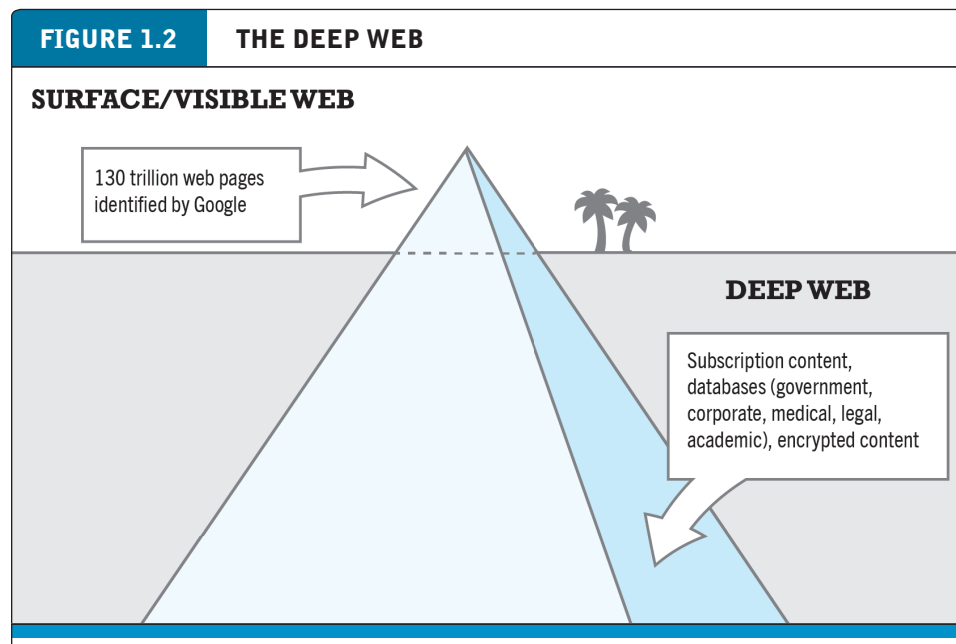 FIGURE 1.2
THE DEEP WEB
SURFACE/VISIBLE WEB
130 trillion web pages
identified by Google
DEEP WEB
Subscription content,
databases (government,
corporate, medical, legal,
academic), encrypted content